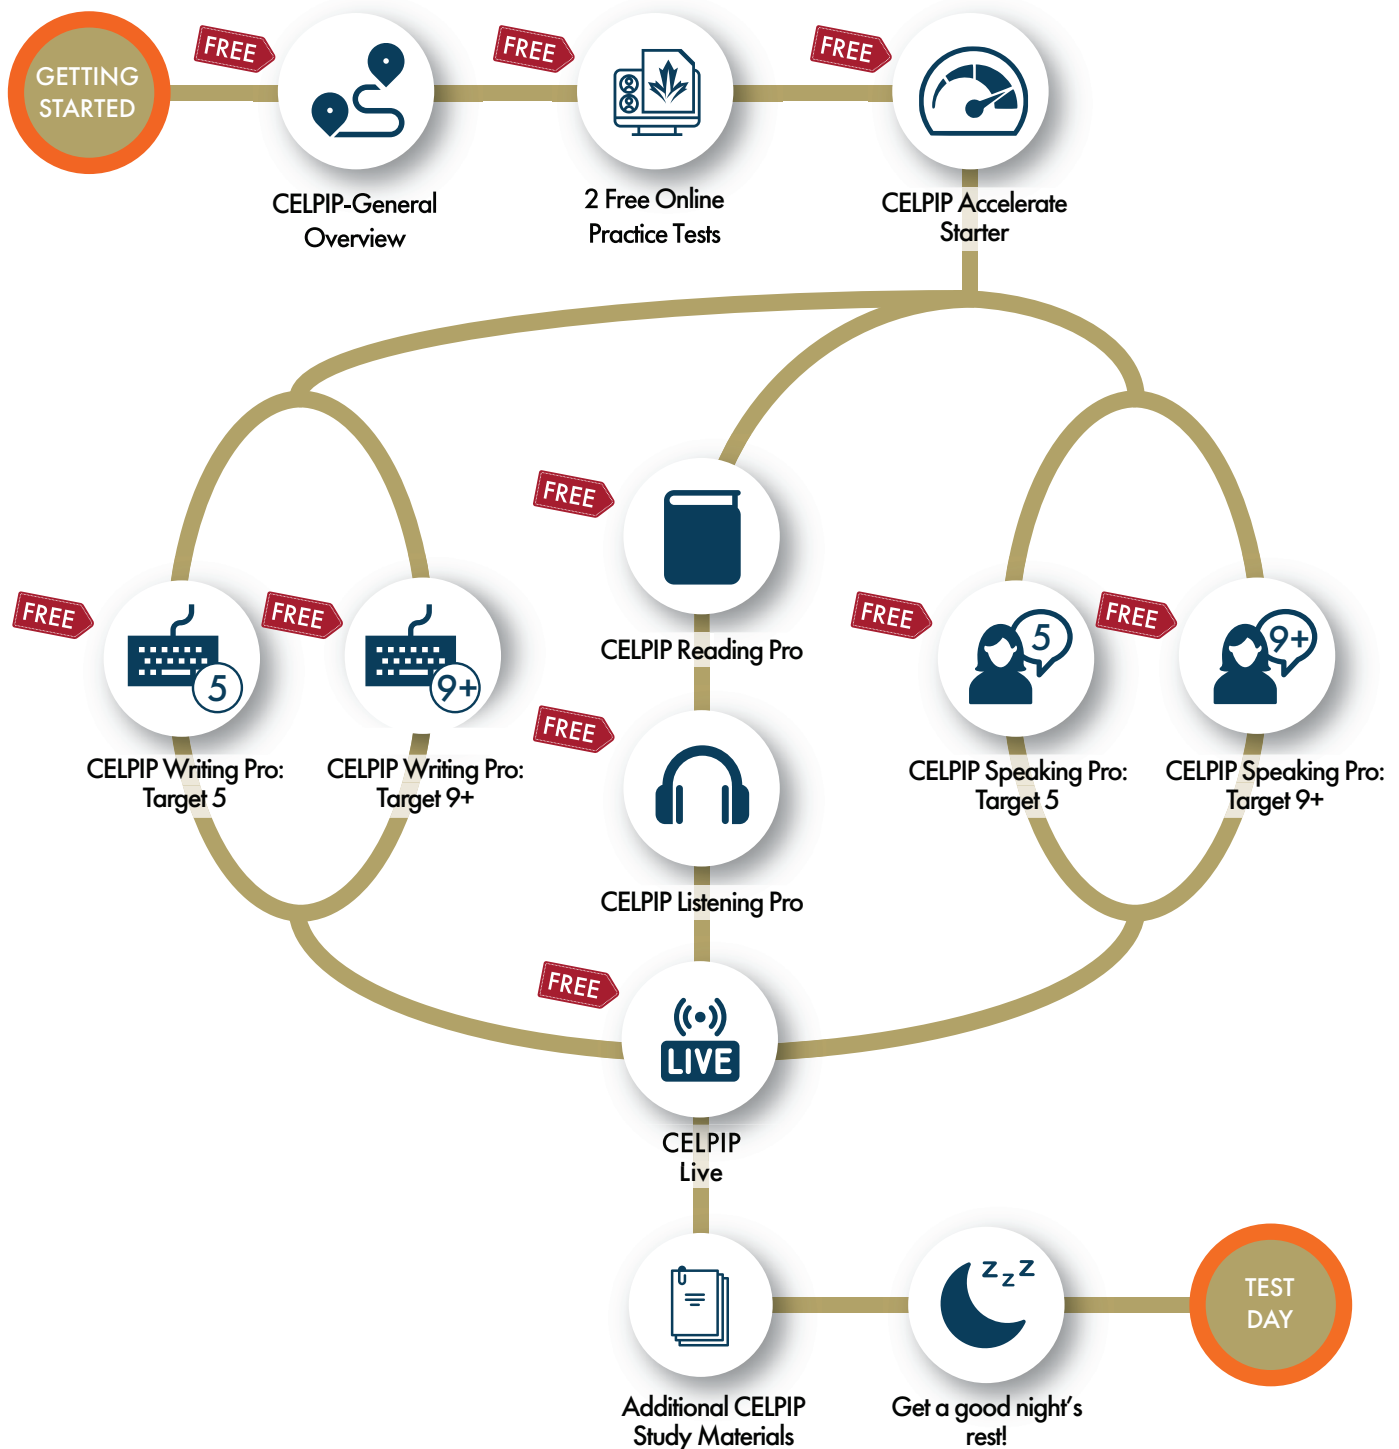 GETTING
STARTED
FREE
CELPIP-General
Overview
FREE
2 Free Online
Practice Tests
FREE
CELPIP Accelerate
Starter
FREE
5
CELPIP Writing Pro:
Target 5
FREE
9+
CELPIP Writing Pro:
Target 9+
FREE
CELPIP Reading Pro
FREE
CELPIP Listening Pro
FREE
5
CELPIP Speaking Pro:
Target 5
FREE
9+
CELPIP Speaking Pro:
Target 9+
FREE
LIVE
CELPIP
Live
Additional CELPIP
Study Materials
z z z
Get a good night's
rest!
TEST
DAY